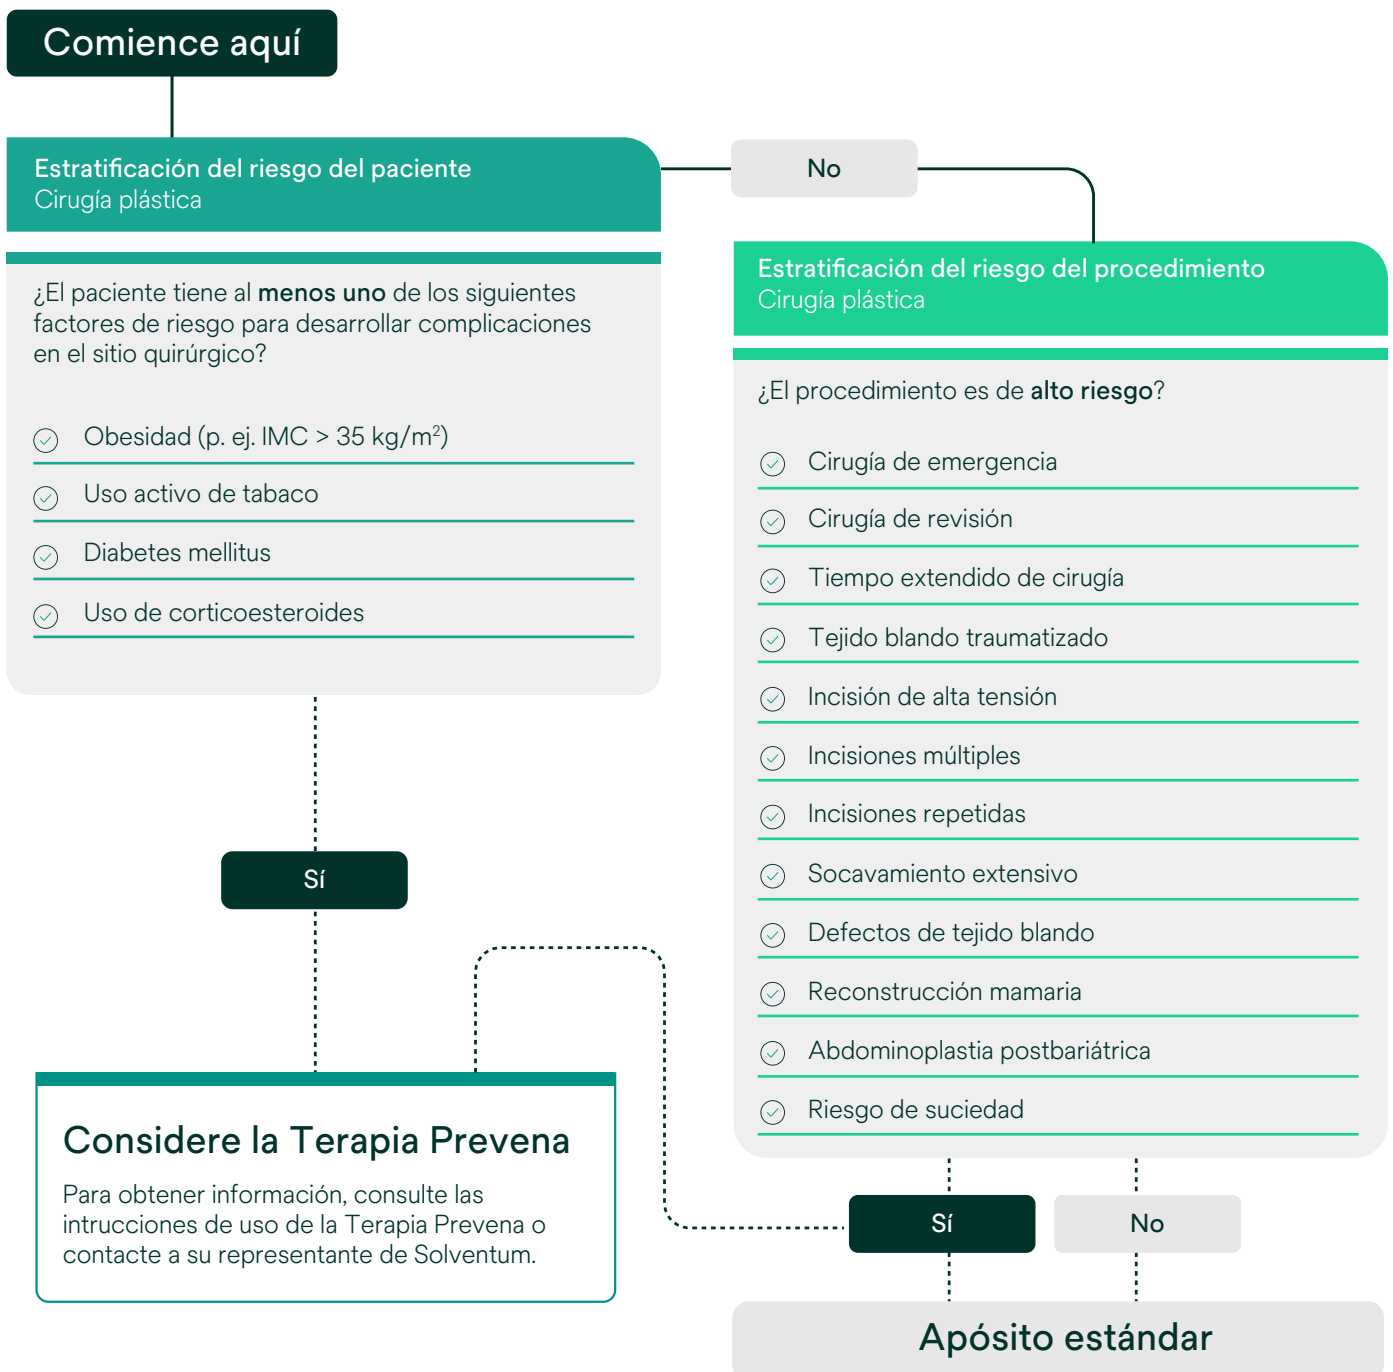 Comience aquí
Estratificación del riesgo del paciente
Cirugía plástica
No
¿El paciente tiene al menos uno de los siguientes
factores de riesgo para desarrollar complicaciones
en el sitio quirúrgico?
Obesidad (p. ej. IMC > 35 kg/m²)
Uso activo de tabaco
Diabetes mellitus
Uso de corticoesteroides
Sí
Considere la Terapia Prevena
Para obtener información, consulte las
intrucciones de uso de la Terapia Prevena o
contacte a su representante de Solventum.
Estratificación del riesgo del procedimiento
Cirugía plástica
¿El procedimiento es de alto riesgo?
Cirugía de emergencia
Cirugía de revisión
Tiempo extendido de cirugía
Tejido blando traumatizado
Incisión de alta tensión
Incisiones múltiples
Incisiones repetidas
Socavamiento extensivo
Defectos de tejido blando
Reconstrucción mamaria
Abdominoplastia postbariátrica
Riesgo de suciedad
Sí
No
Apósito estándar